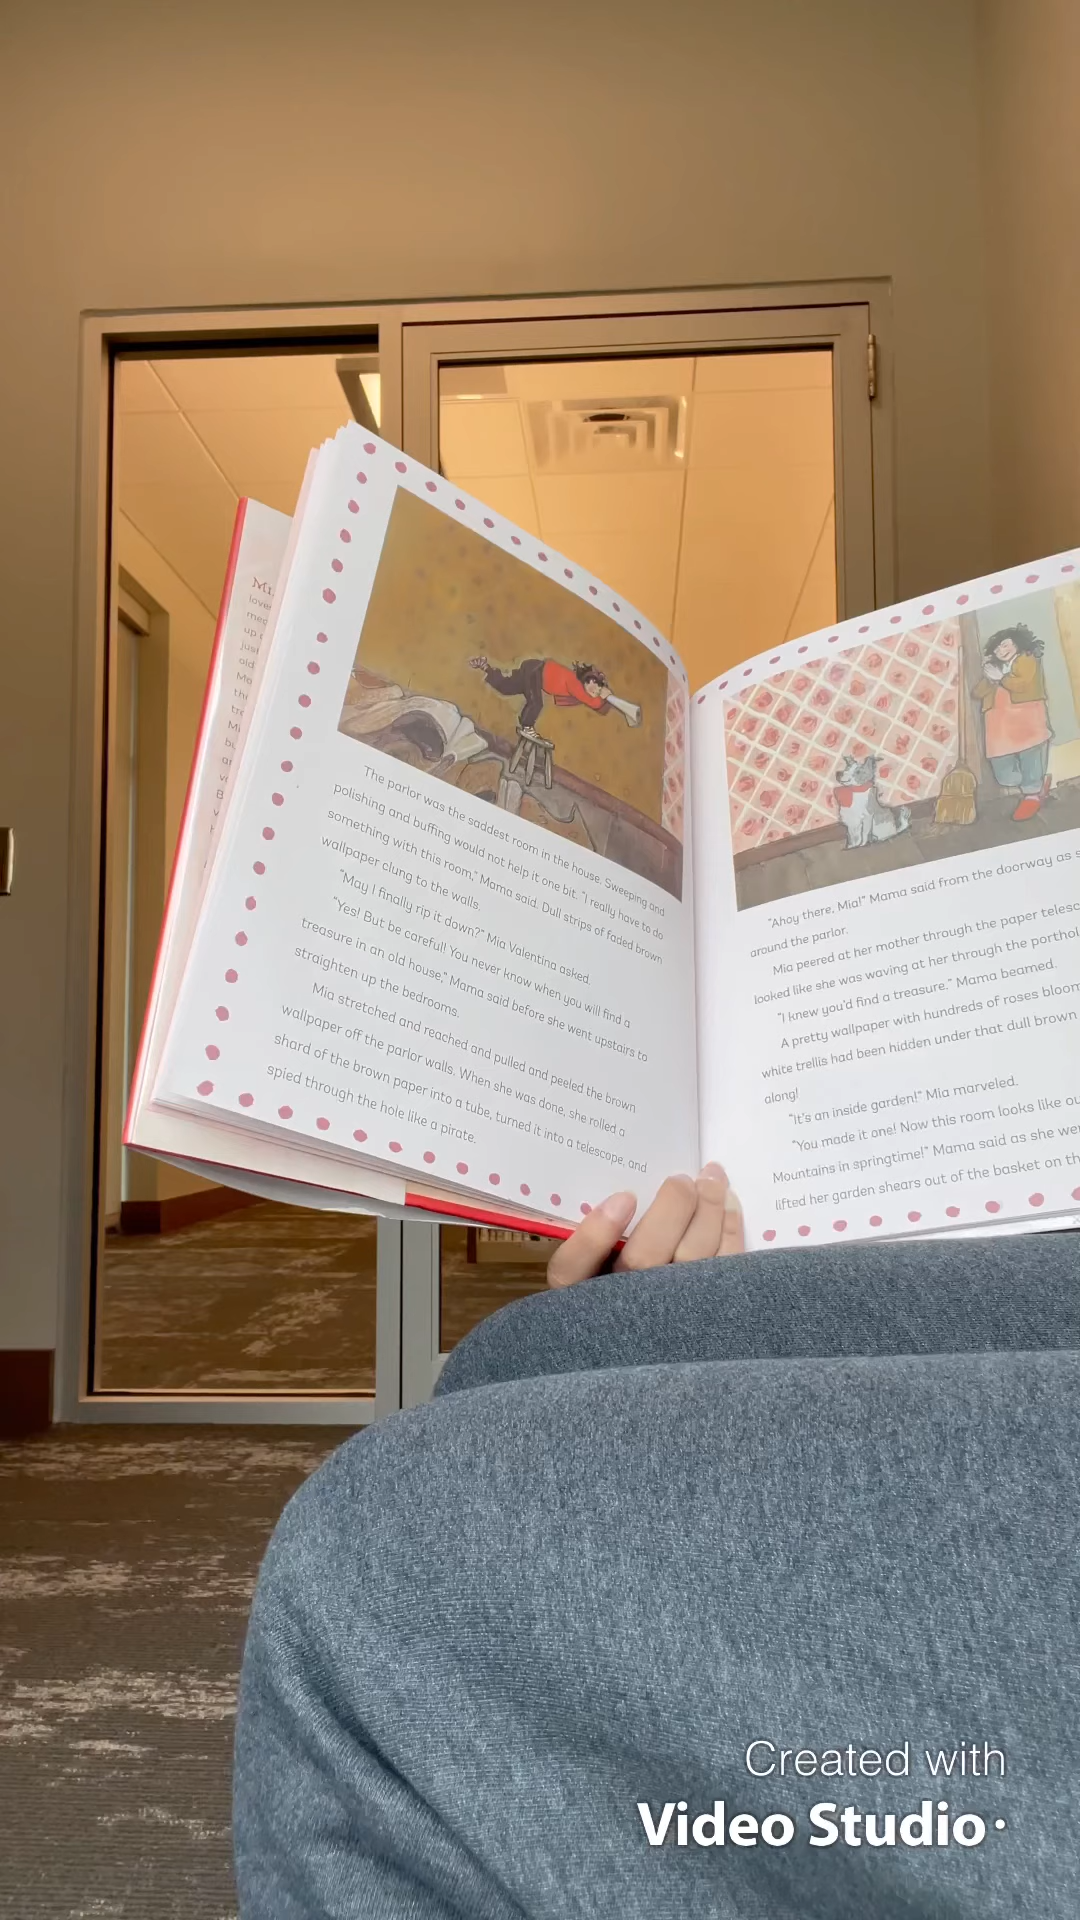 Mi
love
up
just
old
The parlor was the saddest room in the house. Sweeping and
polishing and buffing would not help it one bit. "I really have to do
something with this room," Mama said. Dull strips of faded brown
wallpaper clung to the walls.
"May I finally rip it down?" Mia Valentina asked.
"Yes! But be careful! You never know when you will find a
treasure in an old house," Mama said before she went upstairs to
straighten up the bedrooms.
Mia stretched and reached and pulled and peeled the brown
wallpaper off the parlor walls. When she was done, she rolled a
shard of the brown paper into a tube, turned it into a telescope, and
spied through the hole like a pirate.
"Ahoy there, Mia!" Mama said from the doorway as s
around the parlor.
Mia peered at her mother through the paper telesc
looked like she was waving at her through the porthol
"I knew you'd find a treasure." Mama beamed.
A pretty wallpaper with hundreds of roses bloom
white trellis had been hidden under that dull brown
along!
"It's an inside garden!" Mia marveled.
"You made it one! Now this room looks like ou
Mountains in springtime!" Mama said as she wen
lifted her garden shears out of the basket on th
Created with
Video Studio